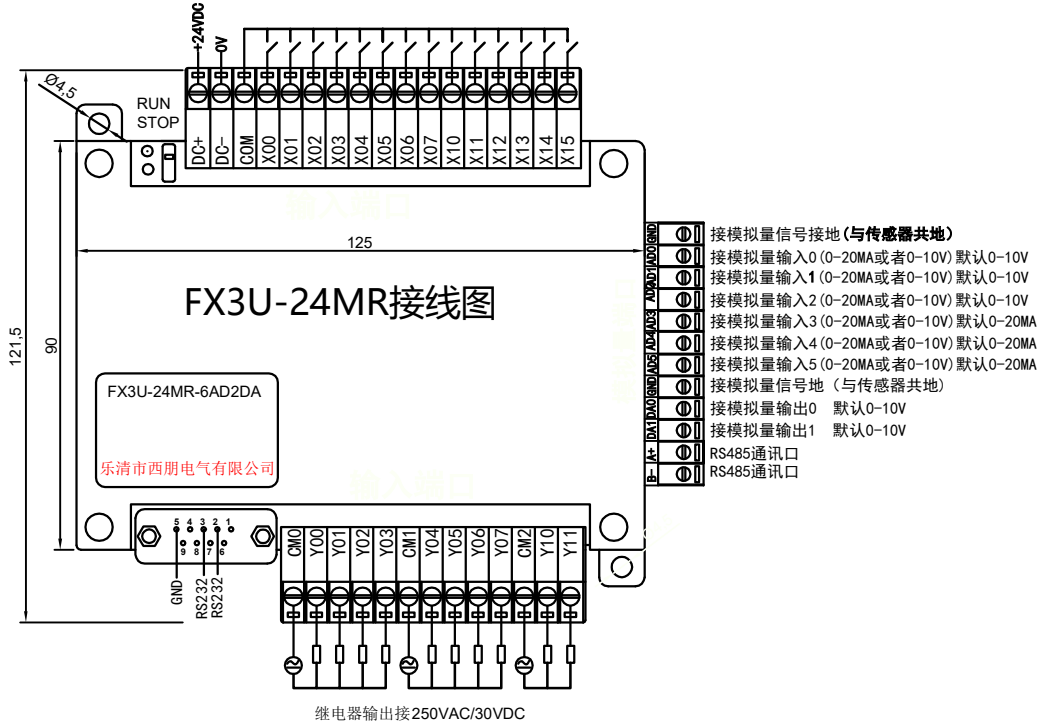 +24VDC
0V
Ø4,5
RUN
STOP
DC+
DC-
COM
X00
X01
X02
X03
X04
X05
X06
X07
X10
X11
X12
X13
X14
X15
输入端口
125
121,5
90
FX3U-24MR接线图
FX3U-24MR-6AD2DA
乐清市西朋电气有限公司
GND 接模拟量信号接地(与传感器共地)
AD0 接模拟量输入0(0-20MA或者0-10V)默认0-10V
AD1 接模拟量输入1(0-20MA或者0-10V)默认0-10V
AD2 接模拟量输入2(0-20MA或者0-10V)默认0-10V
AD3 接模拟量输入3(0-20MA或者0-10V)默认0-20MA
AD4 接模拟量输入4(0-20MA或者0-10V)默认0-20MA
AD5 接模拟量输入5(0-20MA或者0-10V)默认0-20MA
GND 接模拟量信号地（与传感器共地）
DA0 接模拟量输出0 默认0-10V
DA1 接模拟量输出1 默认0-10V
A+ RS485通讯口
B- RS485通讯口
5 4 3 2 1
9 8 7 6
GND
RS232
RS232
CM0
Y00
Y01
Y02
Y03
CM1
Y04
Y05
Y06
Y07
CM2
Y10
Y11
继电器输出接250VAC/30VDC